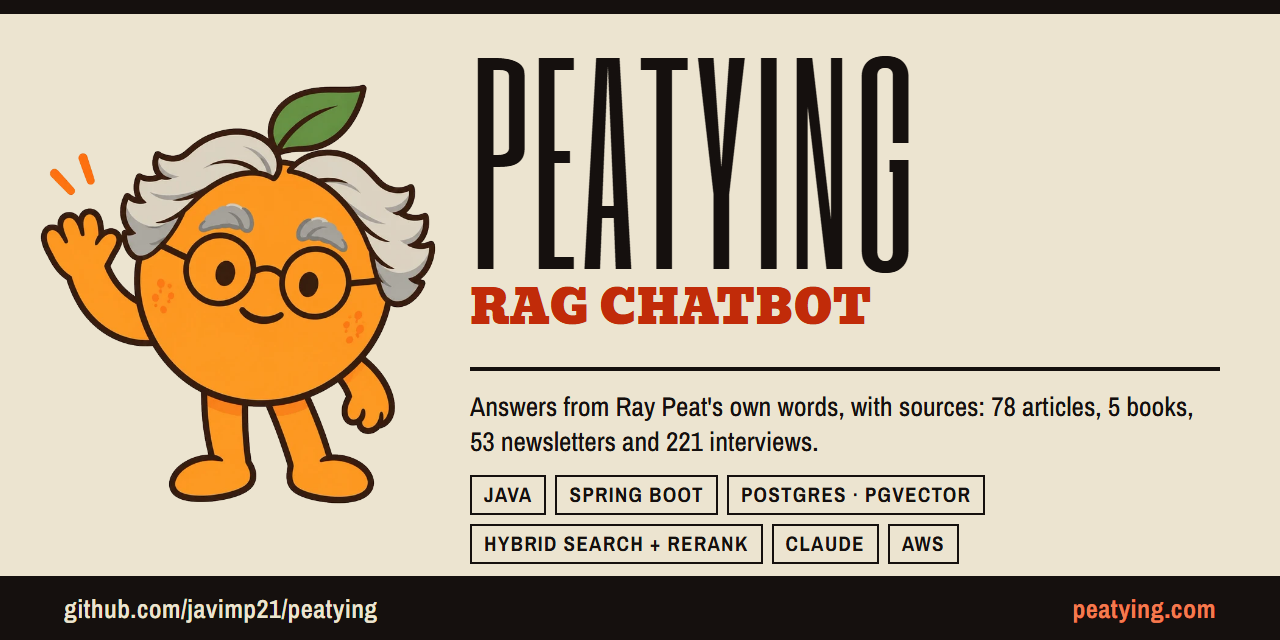 PEATYING
RAG CHATBOT
Answers from Ray Peat's own words, with sources: 78 articles, 5 books,
53 newsletters and 221 interviews.
JAVA SPRING BOOT POSTGRES · PGVECTOR
HYBRID SEARCH + RERANK CLAUDE AWS
github.com/javimp21/peatying peatying.com